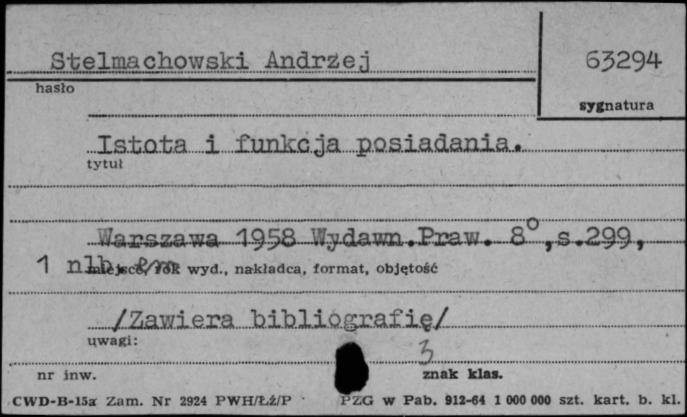 Stelmachowski Andrzej
63294
hasło
sygnatura
Istota i funkcja posiadania.
tytuł
Warszawa 1958 Wydawn.Praw. 8°,s.299,
1 nlb.
miejsce, rok wyd., nakładca, format, objętość
/Zawiera bibliografię/
uwagi:
3
nr inw.
znak klas.
CWD-B-15a Zam. Nr 2924 PWH/Łż/P PZG w Pab. 912-64 1 000 000 szt. kart. b. kl.